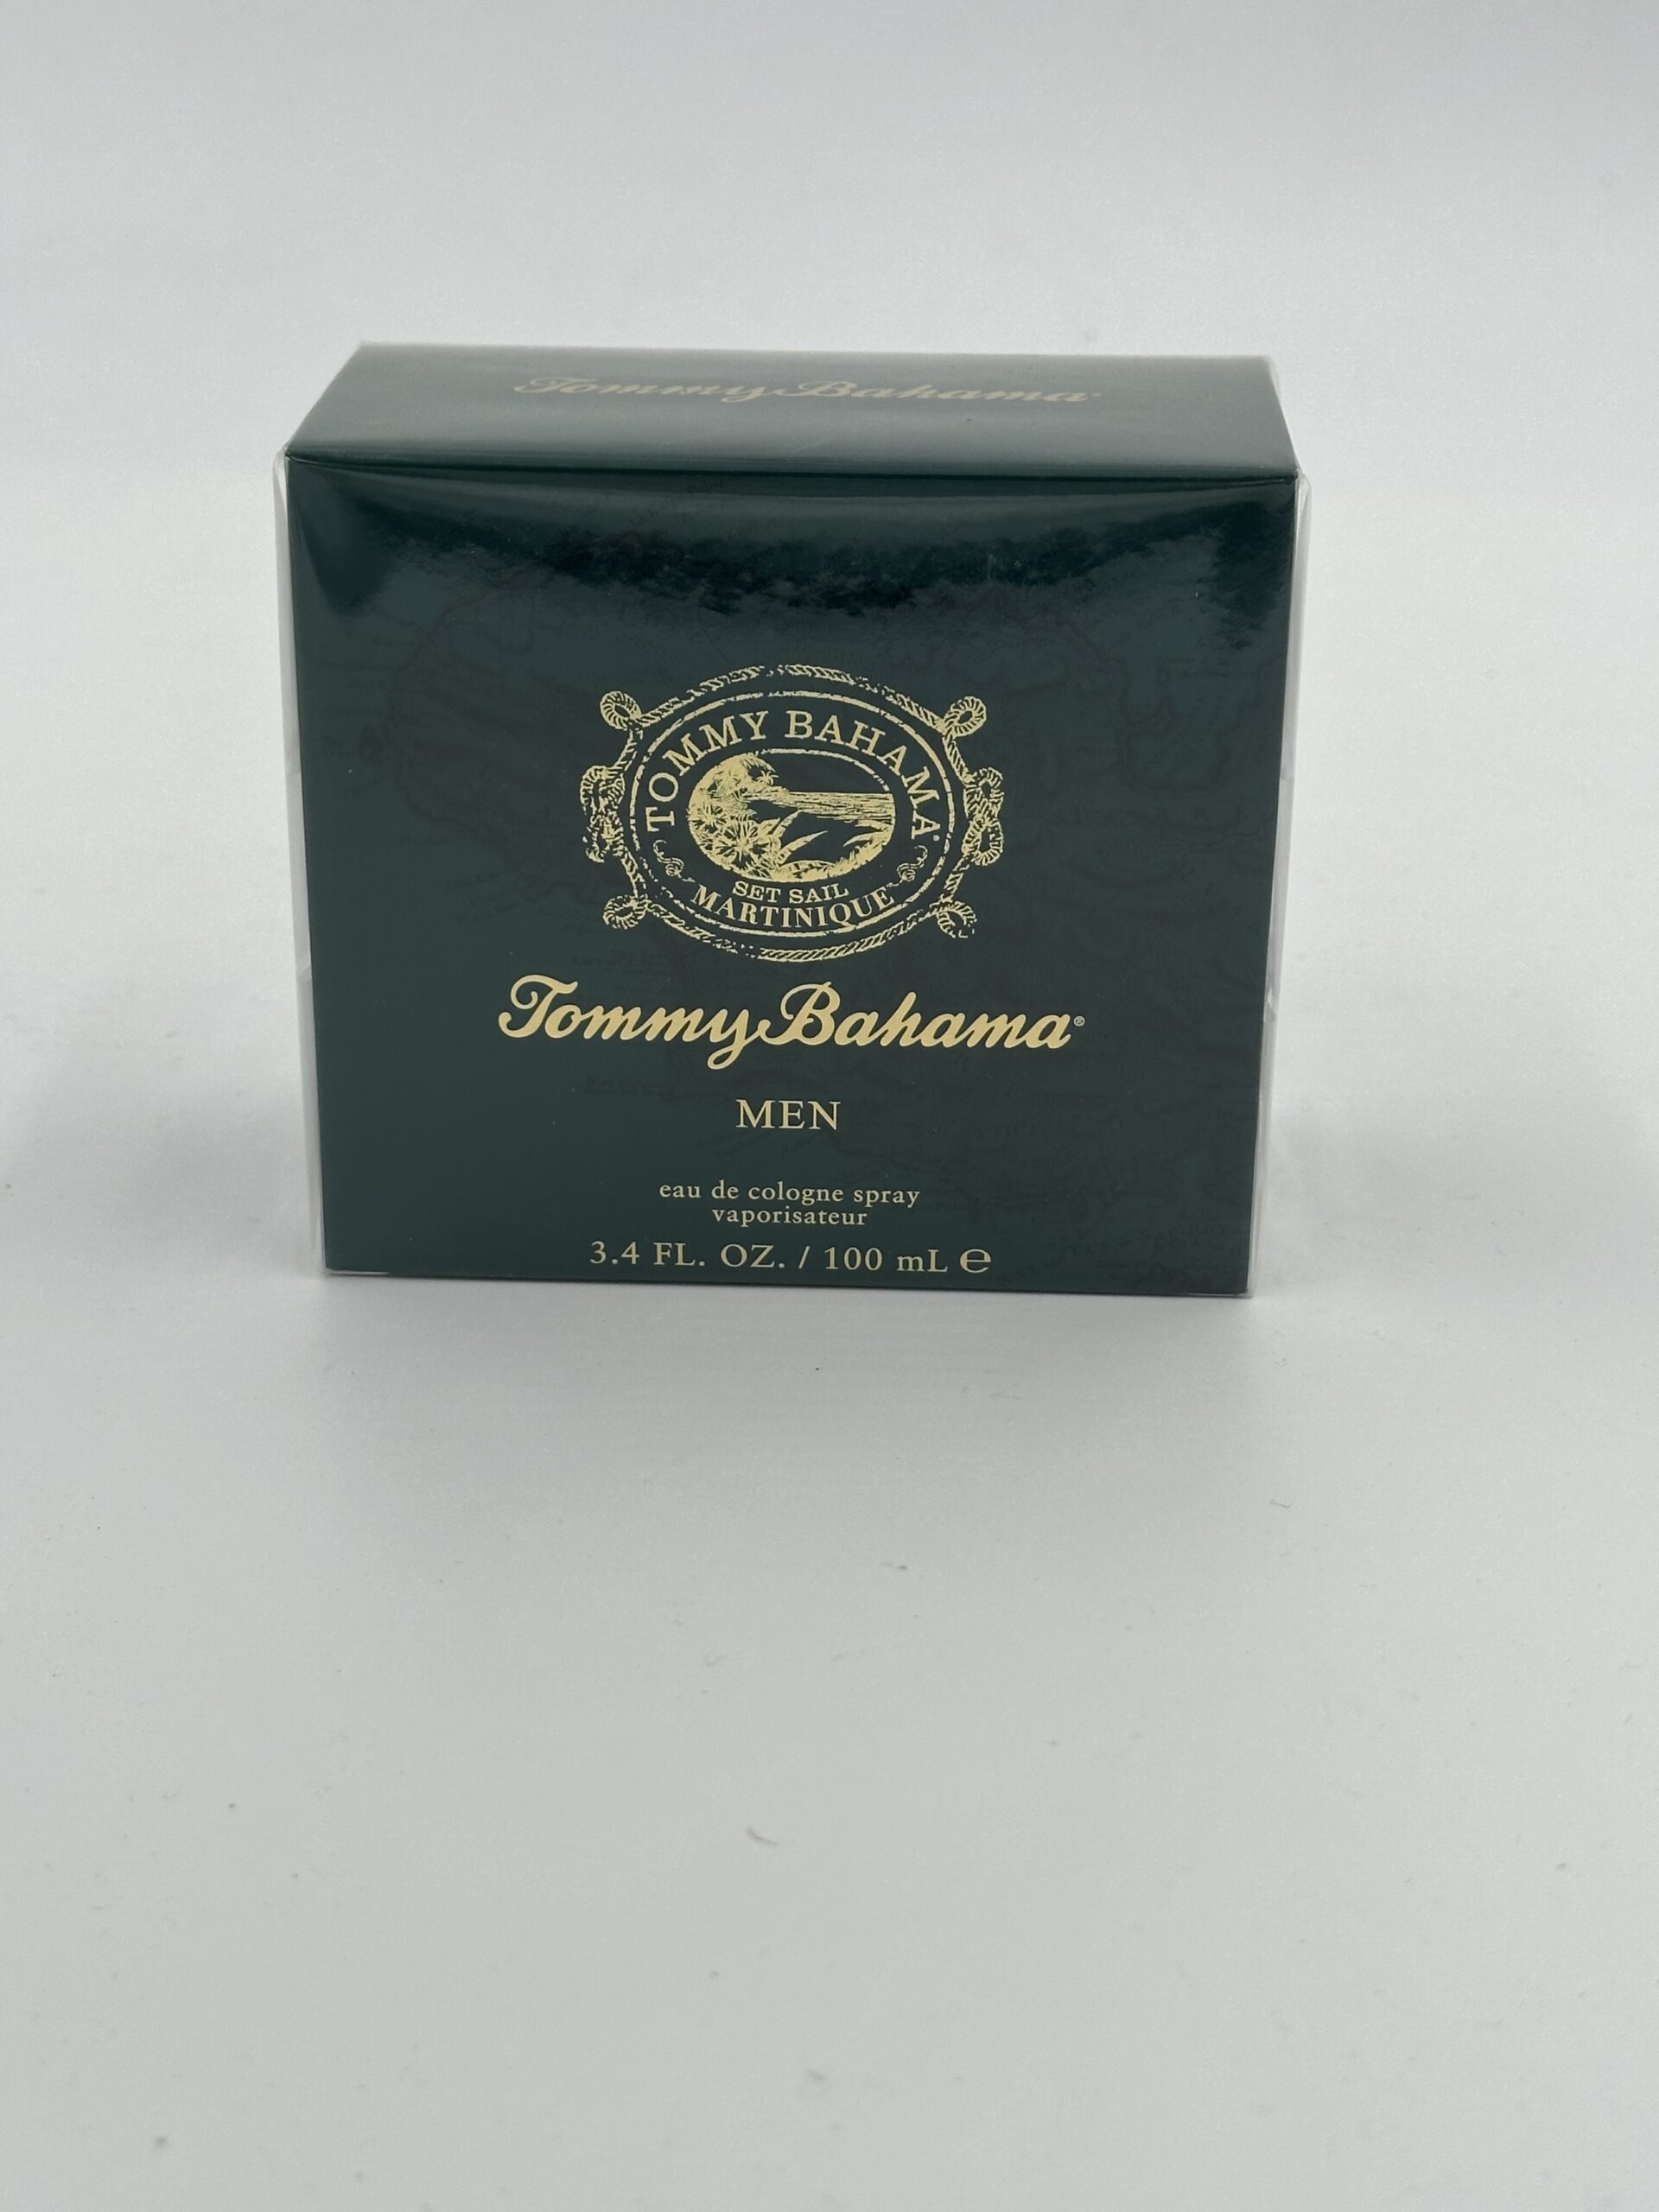 Tommy Bahama
TOMMY BAHAMA
SET SAIL
MARTINIQUE
Tommy Bahama®
MEN
eau de cologne spray
vaporisateur
3.4 FL. OZ. / 100 mL ℮